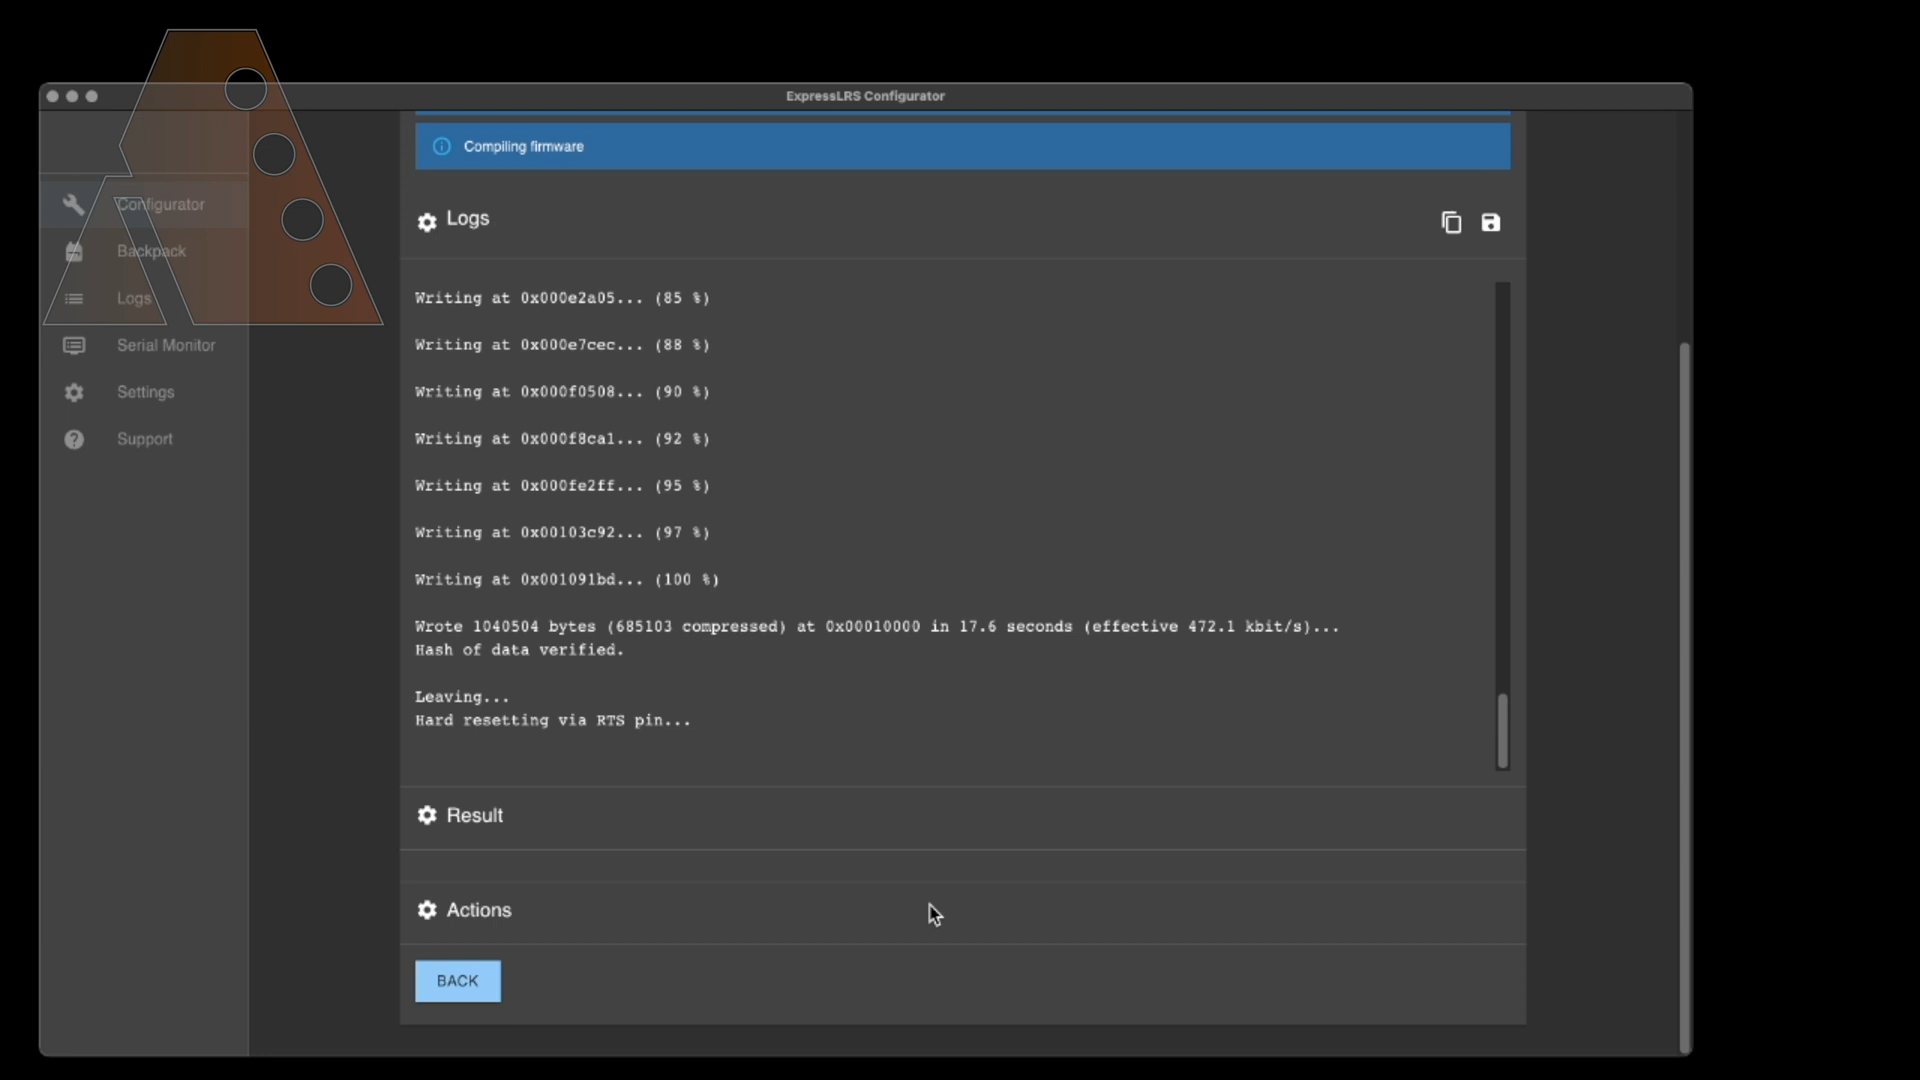 ExpressLRS Configurator
Compiling firmware
Configurator
Backpack
Logs
Serial Monitor
Settings
Support
Logs
Writing at 0x000e2a05... (85 %)
Writing at 0x000e7cec... (88 %)
Writing at 0x000f0508... (90 %)
Writing at 0x000f8ca1... (92 %)
Writing at 0x000fe2ff... (95 %)
Writing at 0x00103c92... (97 %)
Writing at 0x001091bd... (100 %)
Wrote 1040504 bytes (685103 compressed) at 0x00010000 in 17.6 seconds (effective 472.1 kbit/s)...
Hash of data verified.
Leaving...
Hard resetting via RTS pin...
Result
Actions
BACK